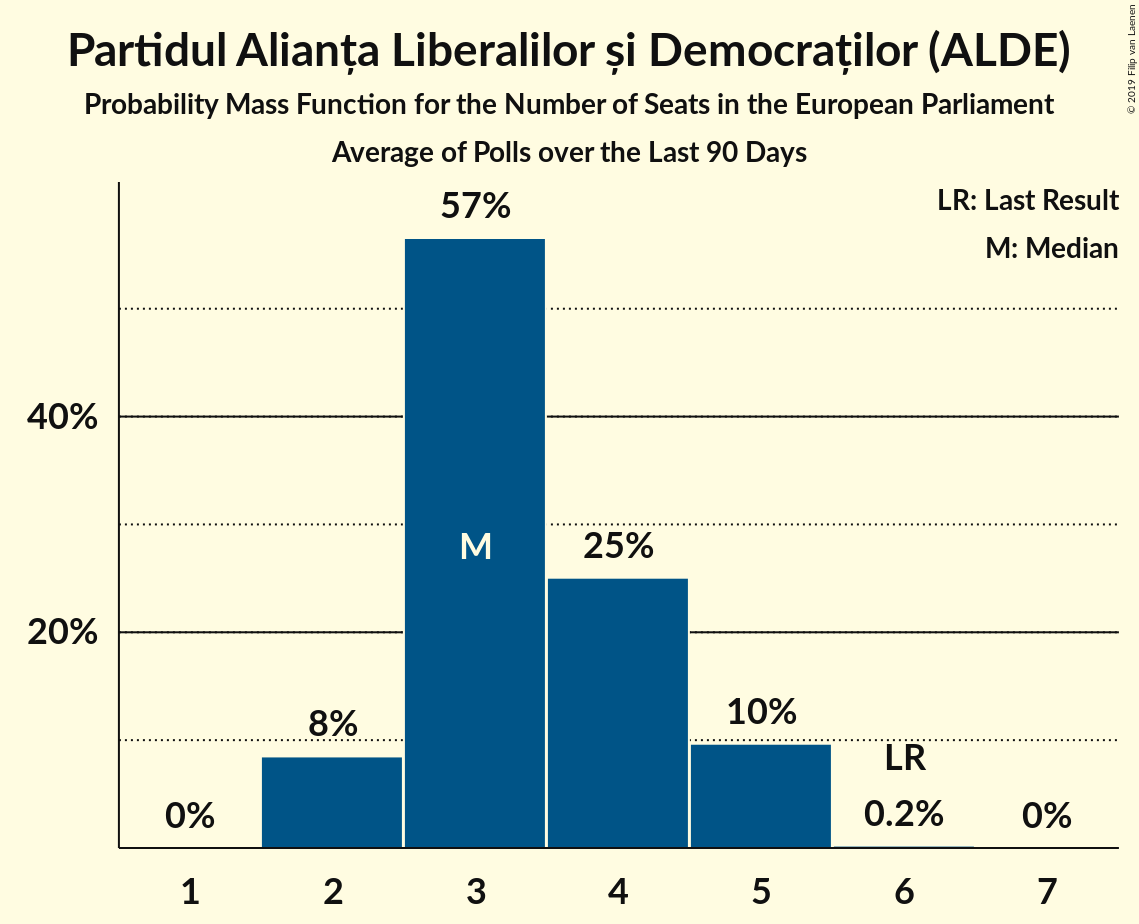 Partidul Alianța Liberalilor și Democraților (ALDE)
Probability Mass Function for the Number of Seats in the European Parliament
Average of Polls over the Last 90 Days
© 2019 Filip van Laenen
LR: Last Result
M: Median
57%
40%
M
25%
20%
8%
10%
LR
0%
0.2%
0%
1 2 3 4 5 6 7